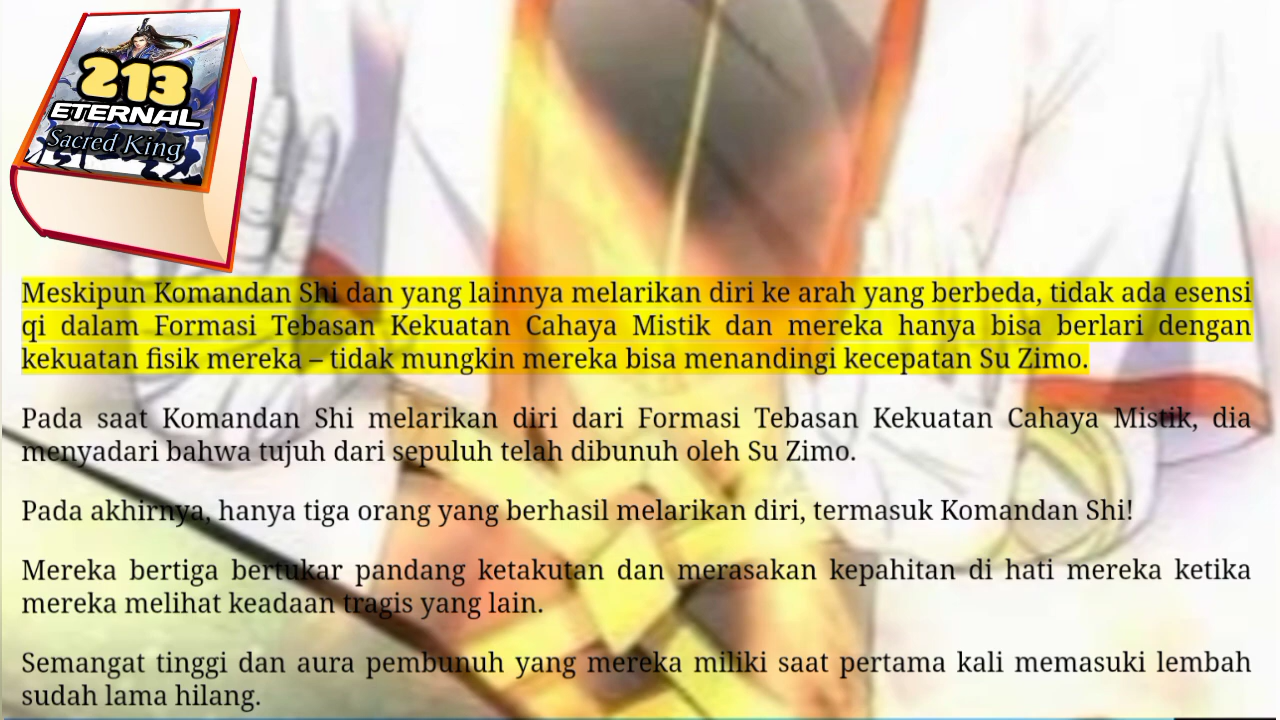 213
ETERNAL
Sacred King
Meskipun Komandan Shi dan yang lainnya melarikan diri ke arah yang berbeda, tidak ada esensi
qi dalam Formasi Tebasan Kekuatan Cahaya Mistik dan mereka hanya bisa berlari dengan
kekuatan fisik mereka – tidak mungkin mereka bisa menandingi kecepatan Su Zimo.
Pada saat Komandan Shi melarikan diri dari Formasi Tebasan Kekuatan Cahaya Mistik, dia
menyadari bahwa tujuh dari sepuluh telah dibunuh oleh Su Zimo.
Pada akhirnya, hanya tiga orang yang berhasil melarikan diri, termasuk Komandan Shi!
Mereka bertiga bertukar pandang ketakutan dan merasakan kepahitan di hati mereka ketika
mereka melihat keadaan tragis yang lain.
Semangat tinggi dan aura pembunuh yang mereka miliki saat pertama kali memasuki lembah
sudah lama hilang.